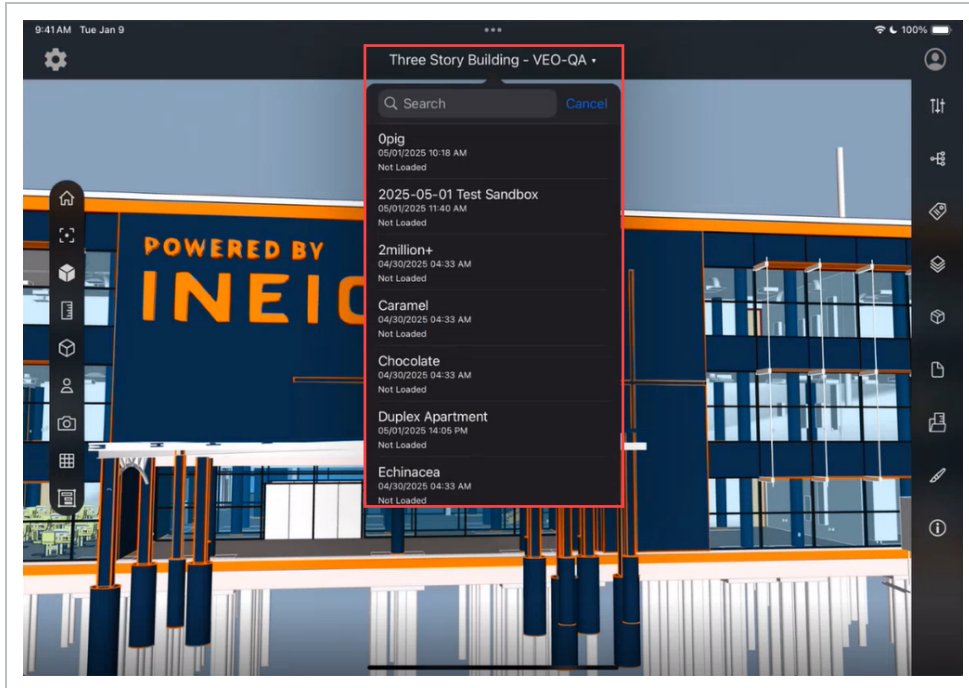 9:41 AM Tue Jan 9
100%
Three Story Building - VEO-QA
Search
Cancel
0pig
05/01/2025 10:18 AM
Not Loaded
2025-05-01 Test Sandbox
05/01/2025 11:40 AM
Not Loaded
2million+
04/30/2025 04:33 AM
Not Loaded
Caramel
04/30/2025 04:33 AM
Not Loaded
Chocolate
04/30/2025 04:33 AM
Not Loaded
Duplex Apartment
05/01/2025 14:05 PM
Not Loaded
Echinacea
04/30/2025 04:33 AM
Not Loaded
POWERED BY
INEIG